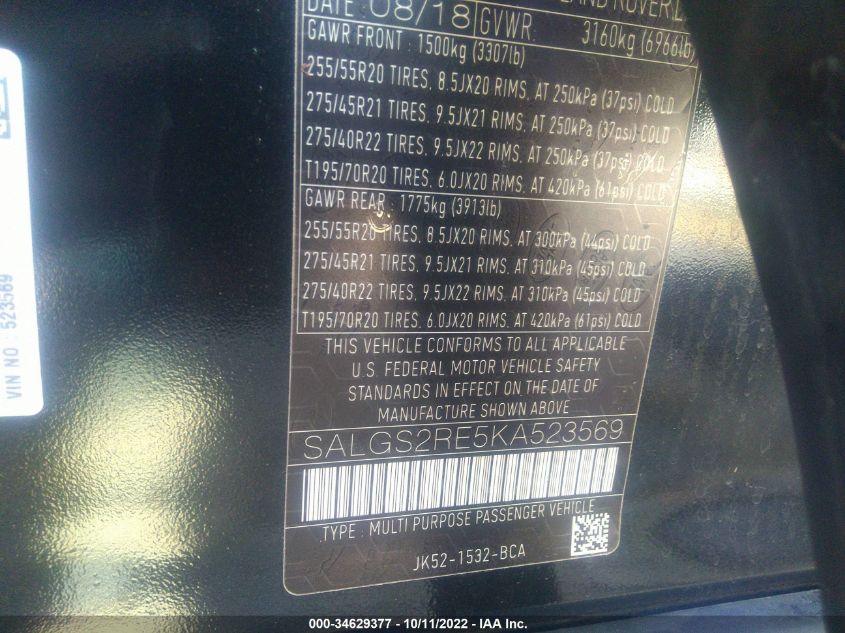 LAND ROVER
DATE: 08/18 GVWR: 3160kg (6966lb
GAWR FRONT : 1500kg (3307lb)
255/55R20 TIRES, 8.5JX20 RIMS, AT 250kPa (37psi) COLD
275/45R21 TIRES, 9.5JX21 RIMS, AT 250kPa (37psi) COLD
275/40R22 TIRES, 9.5JX22 RIMS, AT 250kPa (37psi) COLD
T195/70R20 TIRES, 6.0JX20 RIMS, AT 420kPa (61psi) COLD
GAWR REAR : 1775kg (3913lb)
255/55R20 TIRES, 8.5JX20 RIMS, AT 300kPa (44psi) COLD
275/45R21 TIRES, 9.5JX21 RIMS, AT 310kPa (45psi) COLD
275/40R22 TIRES, 9.5JX22 RIMS, AT 310kPa (45psi) COLD
T195/70R20 TIRES, 6.0JX20 RIMS, AT 420kPa (61psi) COLD
THIS VEHICLE CONFORMS TO ALL APPLICABLE
U.S. FEDERAL MOTOR VEHICLE SAFETY
STANDARDS IN EFFECT ON THE DATE OF
MANUFACTURE SHOWN ABOVE
SALGS2RE5KA523569
TYPE : MULTI PURPOSE PASSENGER VEHICLE
JK52-1532-BCA
VIN NO : 523569
000-34629377 - 10/11/2022 - IAA Inc.